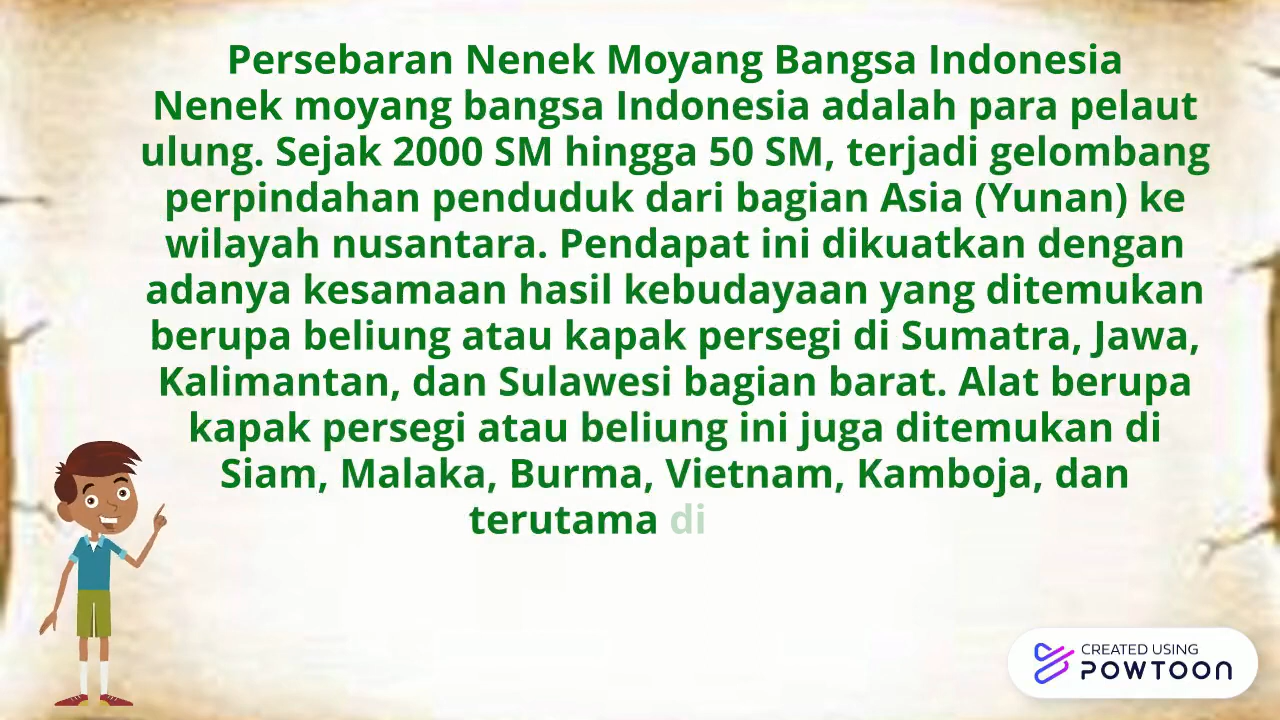 Persebaran Nenek Moyang Bangsa Indonesia
Nenek moyang bangsa Indonesia adalah para pelaut
ulung. Sejak 2000 SM hingga 50 SM, terjadi gelombang
perpindahan penduduk dari bagian Asia (Yunan) ke
wilayah nusantara. Pendapat ini dikuatkan dengan
adanya kesamaan hasil kebudayaan yang ditemukan
berupa beliung atau kapak persegi di Sumatra, Jawa,
Kalimantan, dan Sulawesi bagian barat. Alat berupa
kapak persegi atau beliung ini juga ditemukan di
Siam, Malaka, Burma, Vietnam, Kamboja, dan
terutama di
CREATED USING
POWTOON